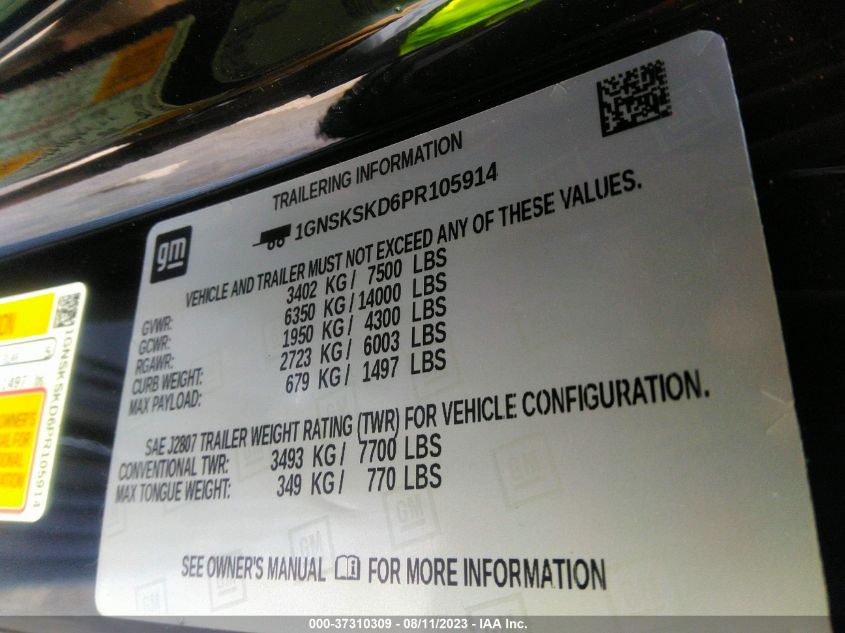 TRAILERING INFORMATION
1GNSKSKD6PR105914
gm
VEHICLE AND TRAILER MUST NOT EXCEED ANY OF THESE VALUES.
GVWR: 3402 KG / 7500 LBS
GCWR: 6350 KG / 14000 LBS
RGAWR: 1950 KG / 4300 LBS
CURB WEIGHT: 2723 KG / 6003 LBS
MAX PAYLOAD: 679 KG / 1497 LBS
SAE J2807 TRAILER WEIGHT RATING (TWR) FOR VEHICLE CONFIGURATION.
CONVENTIONAL TWR: 3493 KG / 7700 LBS
MAX TONGUE WEIGHT: 349 KG / 770 LBS
SEE OWNER'S MANUAL FOR MORE INFORMATION
1GNSKSKD6PR105914
000-37310309 - 08/11/2023 - IAA Inc.